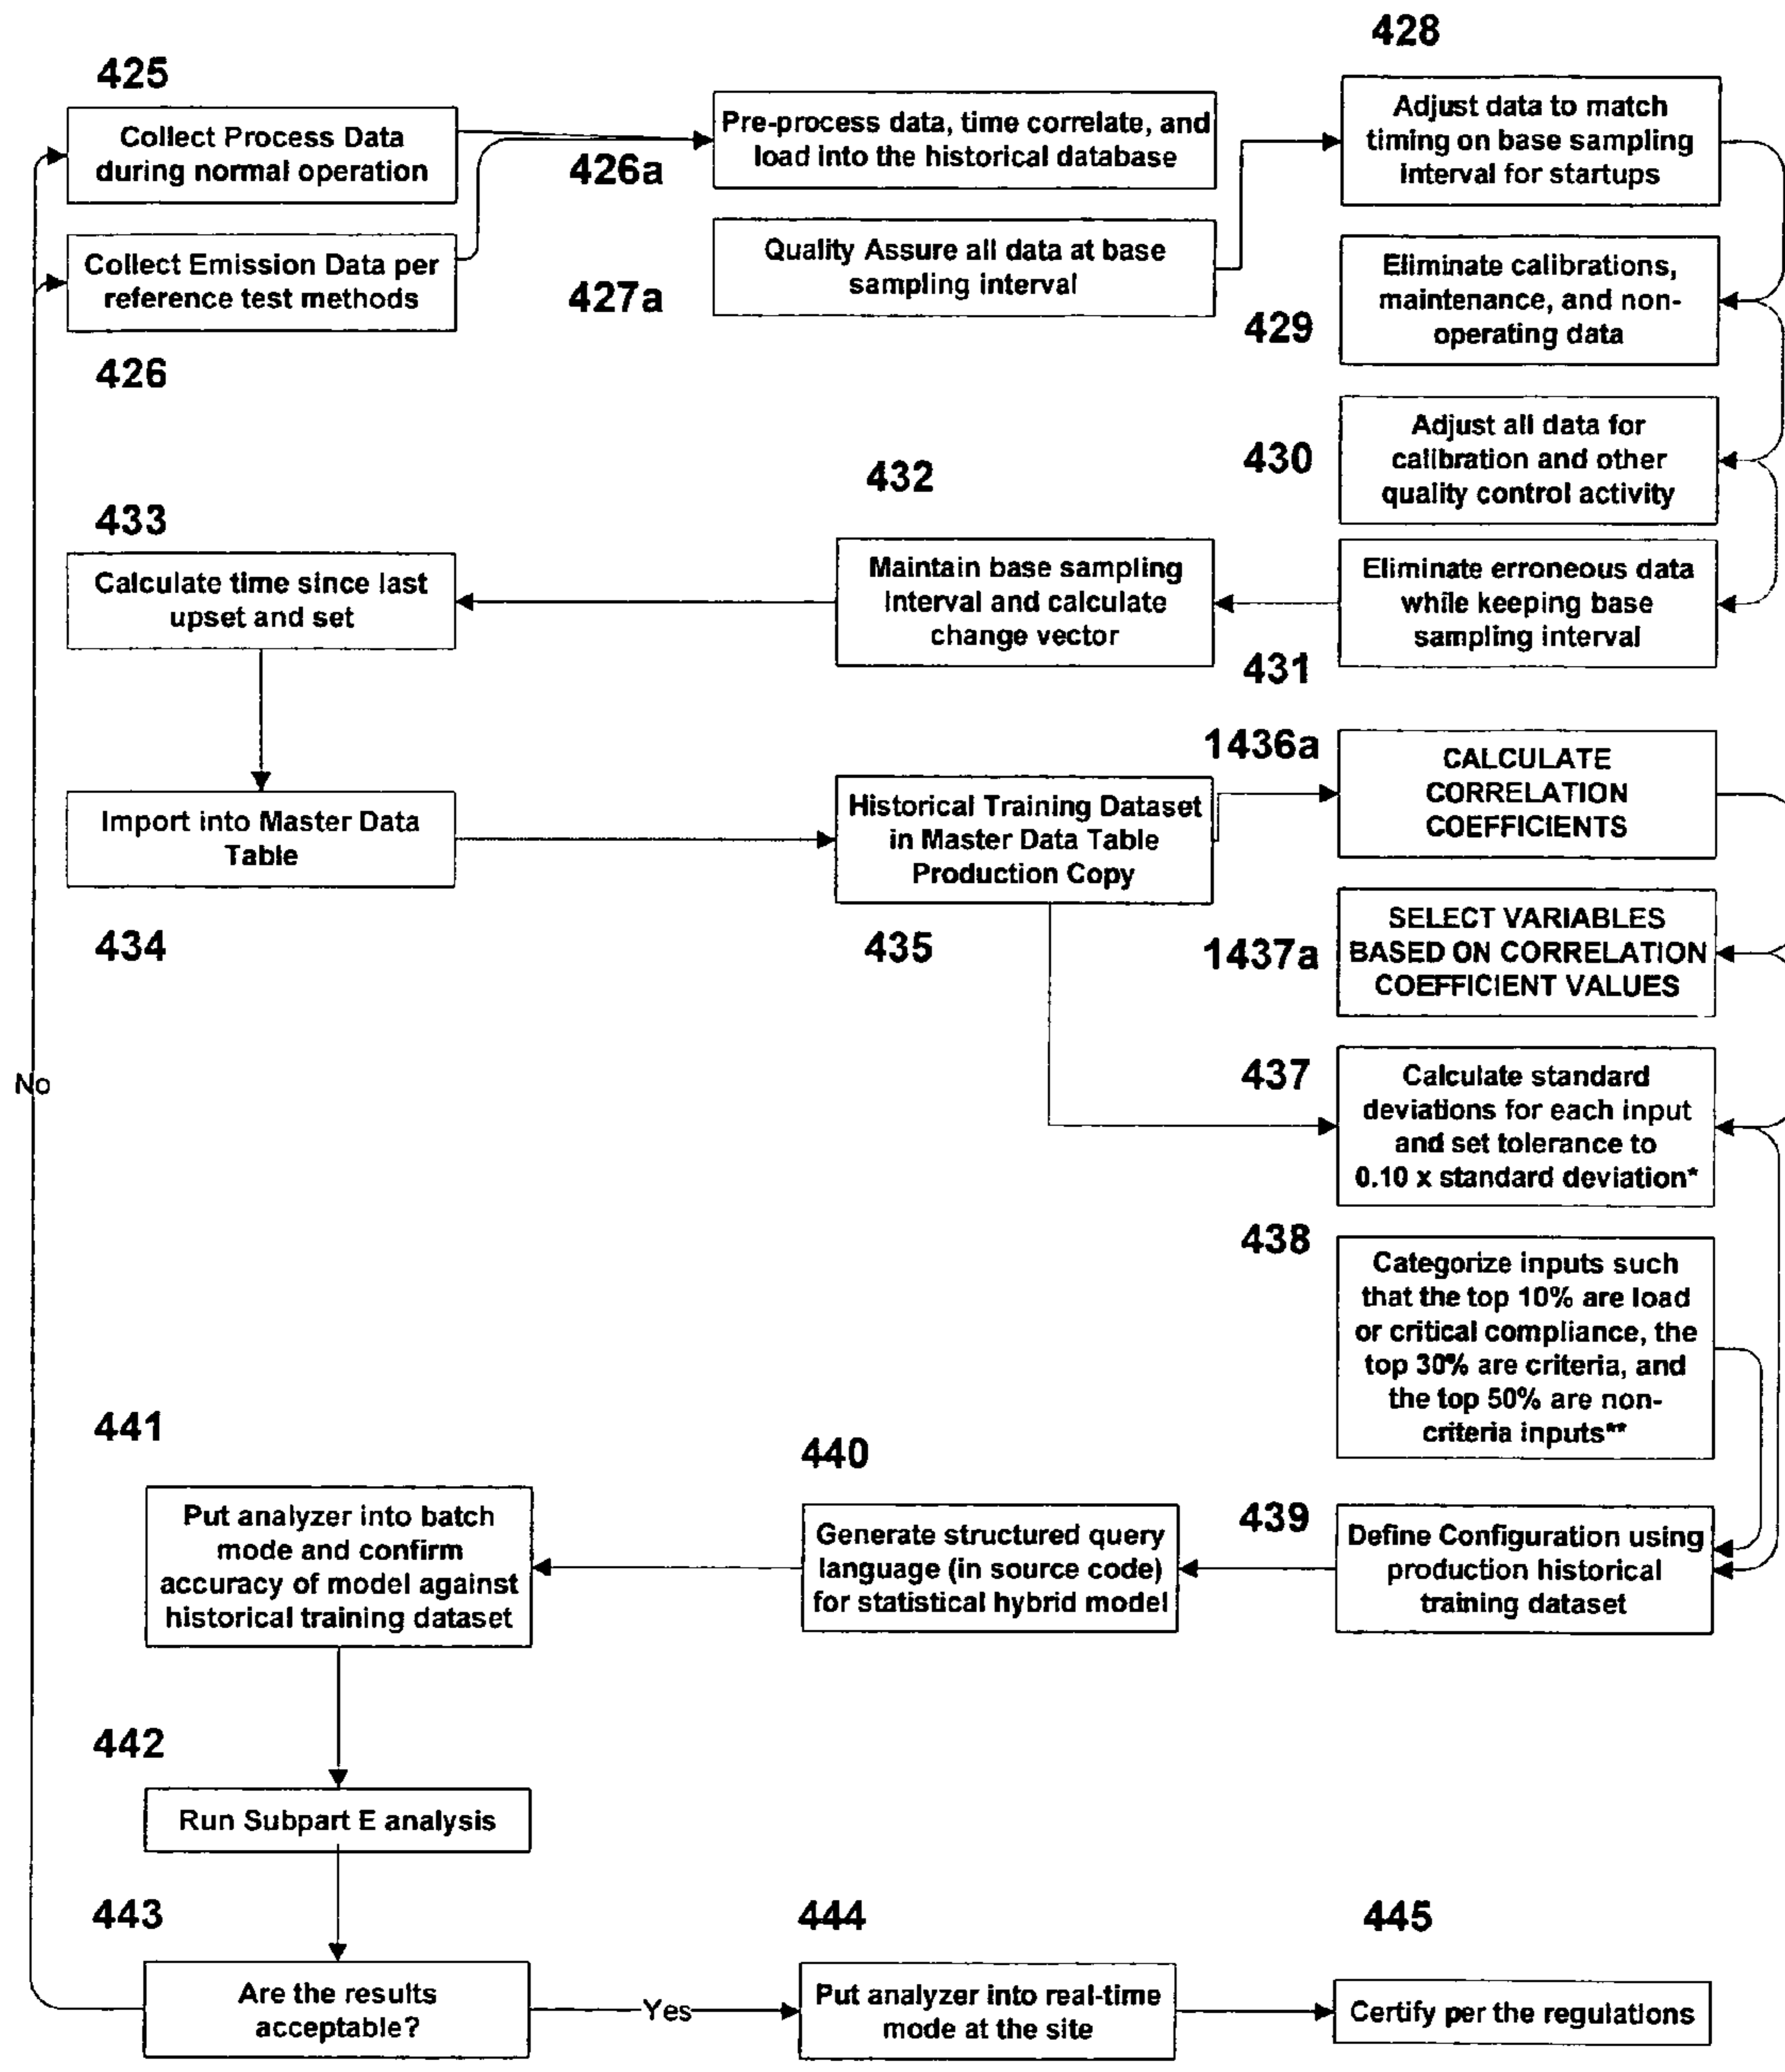 425
Collect Process Data
during normal operation
426a
Pre-process data, time correlate, and
load into the historical database
428
Adjust data to match
timing on base sampling
interval for startups
Collect Emission Data per
reference test methods
426
427a
Quality Assure all data at base
sampling interval
429
Eliminate calibrations,
maintenance, and non-
operating data
430
Adjust all data for
calibration and other
quality control activity
433
Calculate time since last
upset and set
432
Maintain base sampling
interval and calculate
change vector
Eliminate erroneous data
while keeping base
sampling interval
431
Import into Master Data
Table
434
Historical Training Dataset
in Master Data Table
Production Copy
435
1436a
CALCULATE
CORRELATION
COEFFICIENTS
1437a
SELECT VARIABLES
BASED ON CORRELATION
COEFFICIENT VALUES
No
437
Calculate standard
deviations for each input
and set tolerance to
0.10 x standard deviation*
438
Categorize inputs such
that the top 10% are load
or critical compliance, the
top 30% are criteria, and
the top 50% are non-
criteria inputs**
441
Put analyzer into batch
mode and confirm
accuracy of model against
historical training dataset
440
Generate structured query
language (in source code)
for statistical hybrid model
439
Define Configuration using
production historical
training dataset
442
Run Subpart E analysis
443
Are the results
acceptable?
Yes
444
Put analyzer into real-time
mode at the site
445
Certify per the regulations